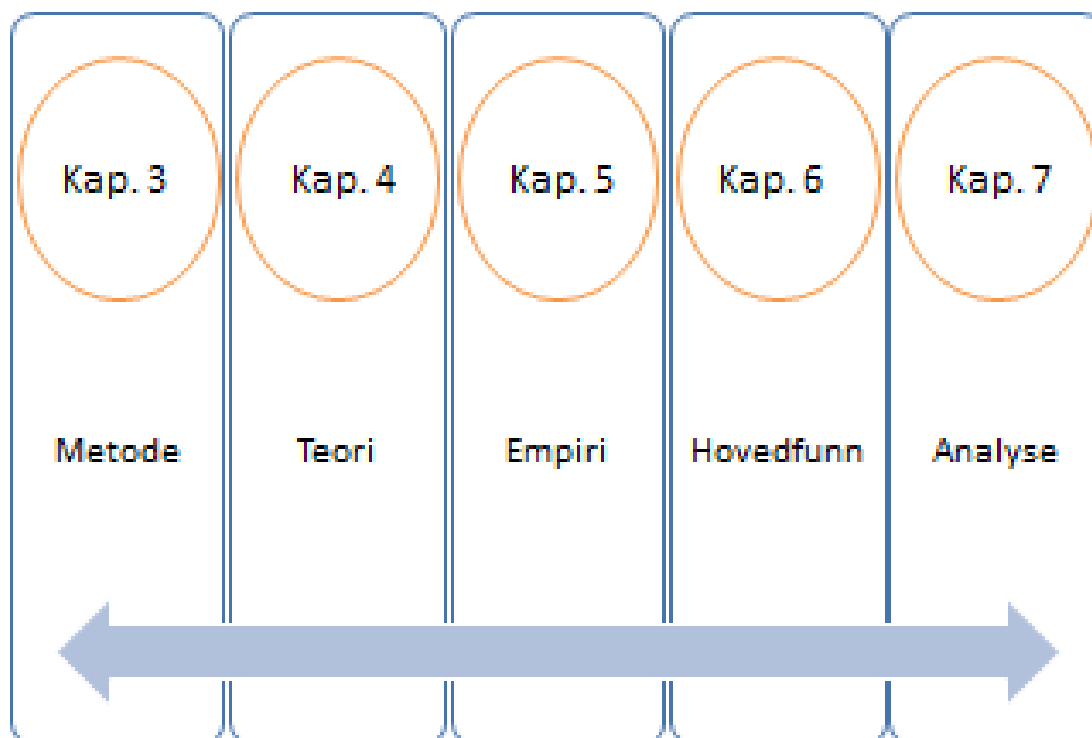 Kap. 3
Kap. 4
Kap. 5
Kap. 6
Kap. 7
Metode
Teori
Empiri
Hovedfunn
Analyse